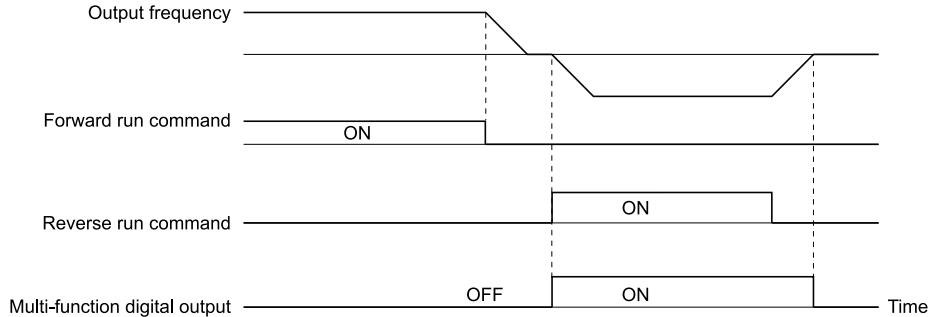 Output frequency
Forward run command
ON
Reverse run command
ON
Multi-function digital output
OFF
ON
Time